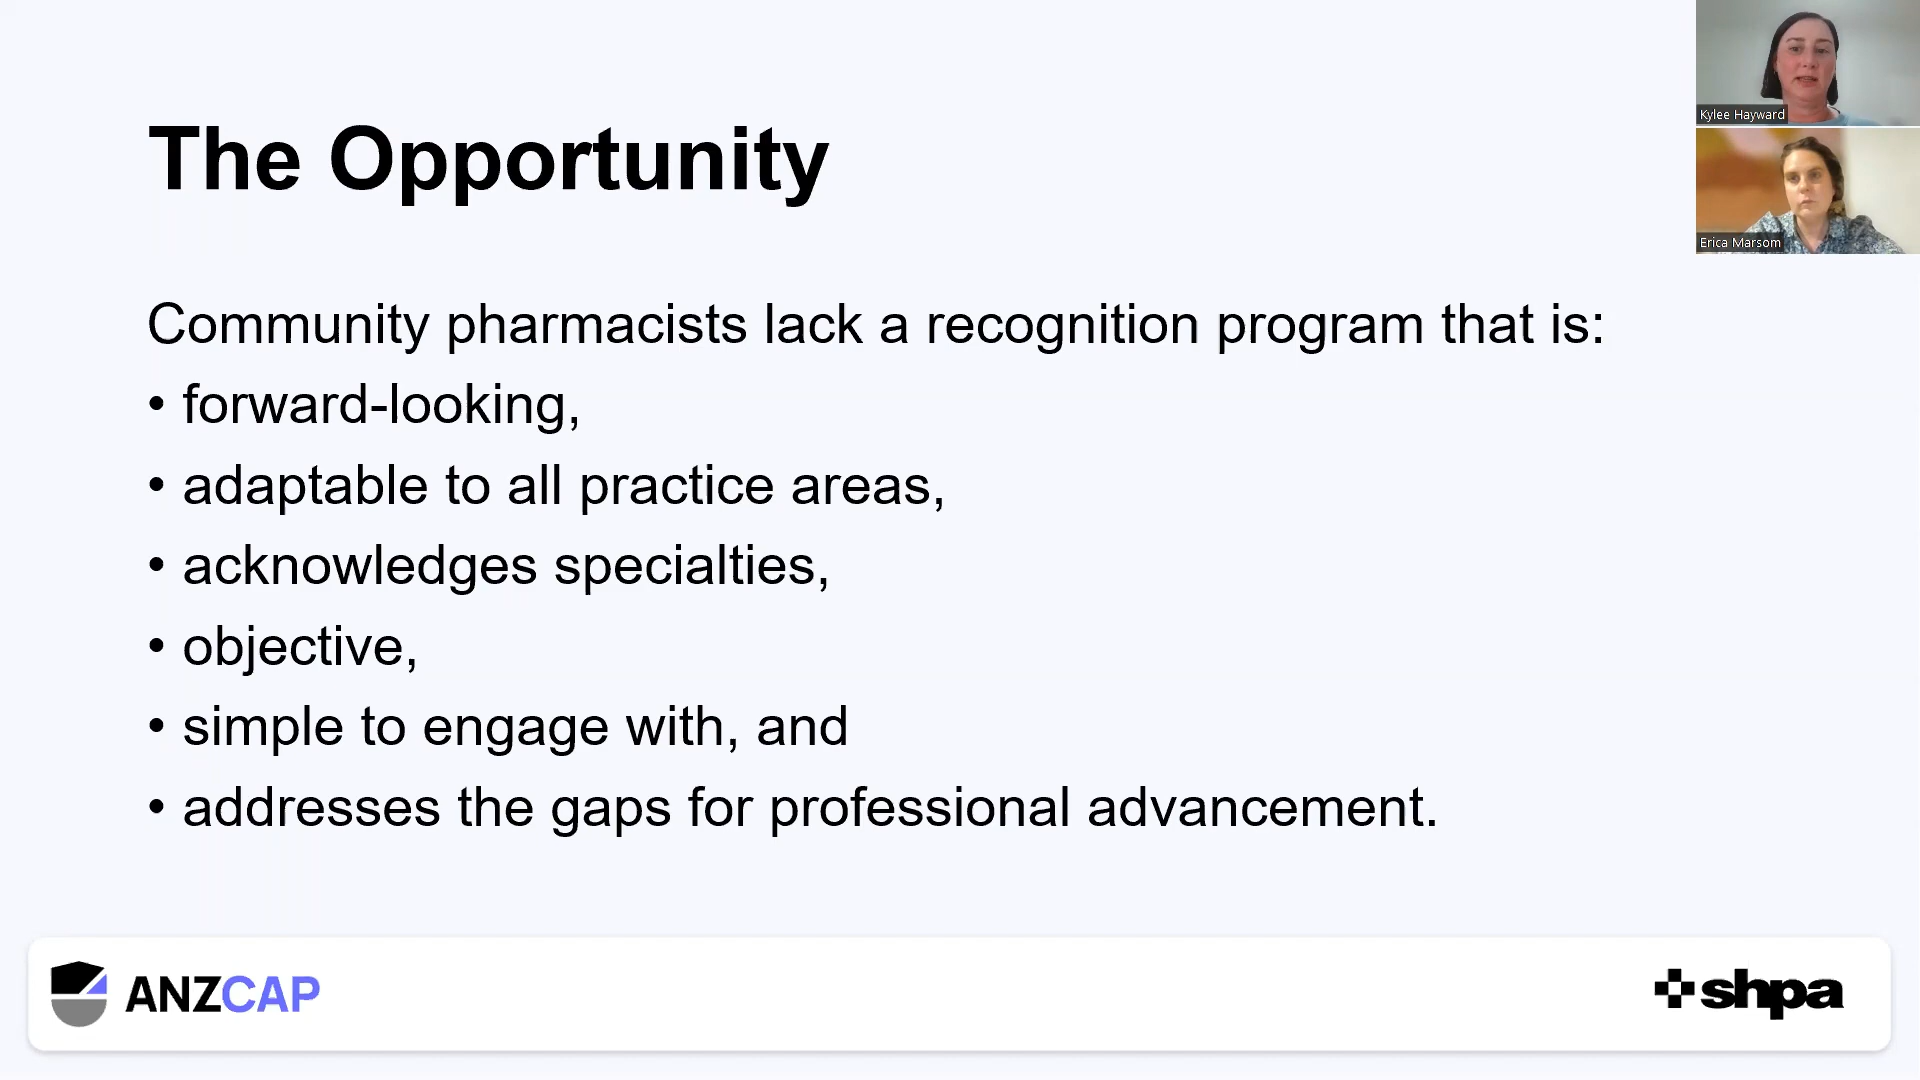 Kylee Hayward
Erica Marsom
The Opportunity
Community pharmacists lack a recognition program that is:
• forward-looking,
• adaptable to all practice areas,
• acknowledges specialties,
• objective,
• simple to engage with, and
• addresses the gaps for professional advancement.
ANZCAP
shpa